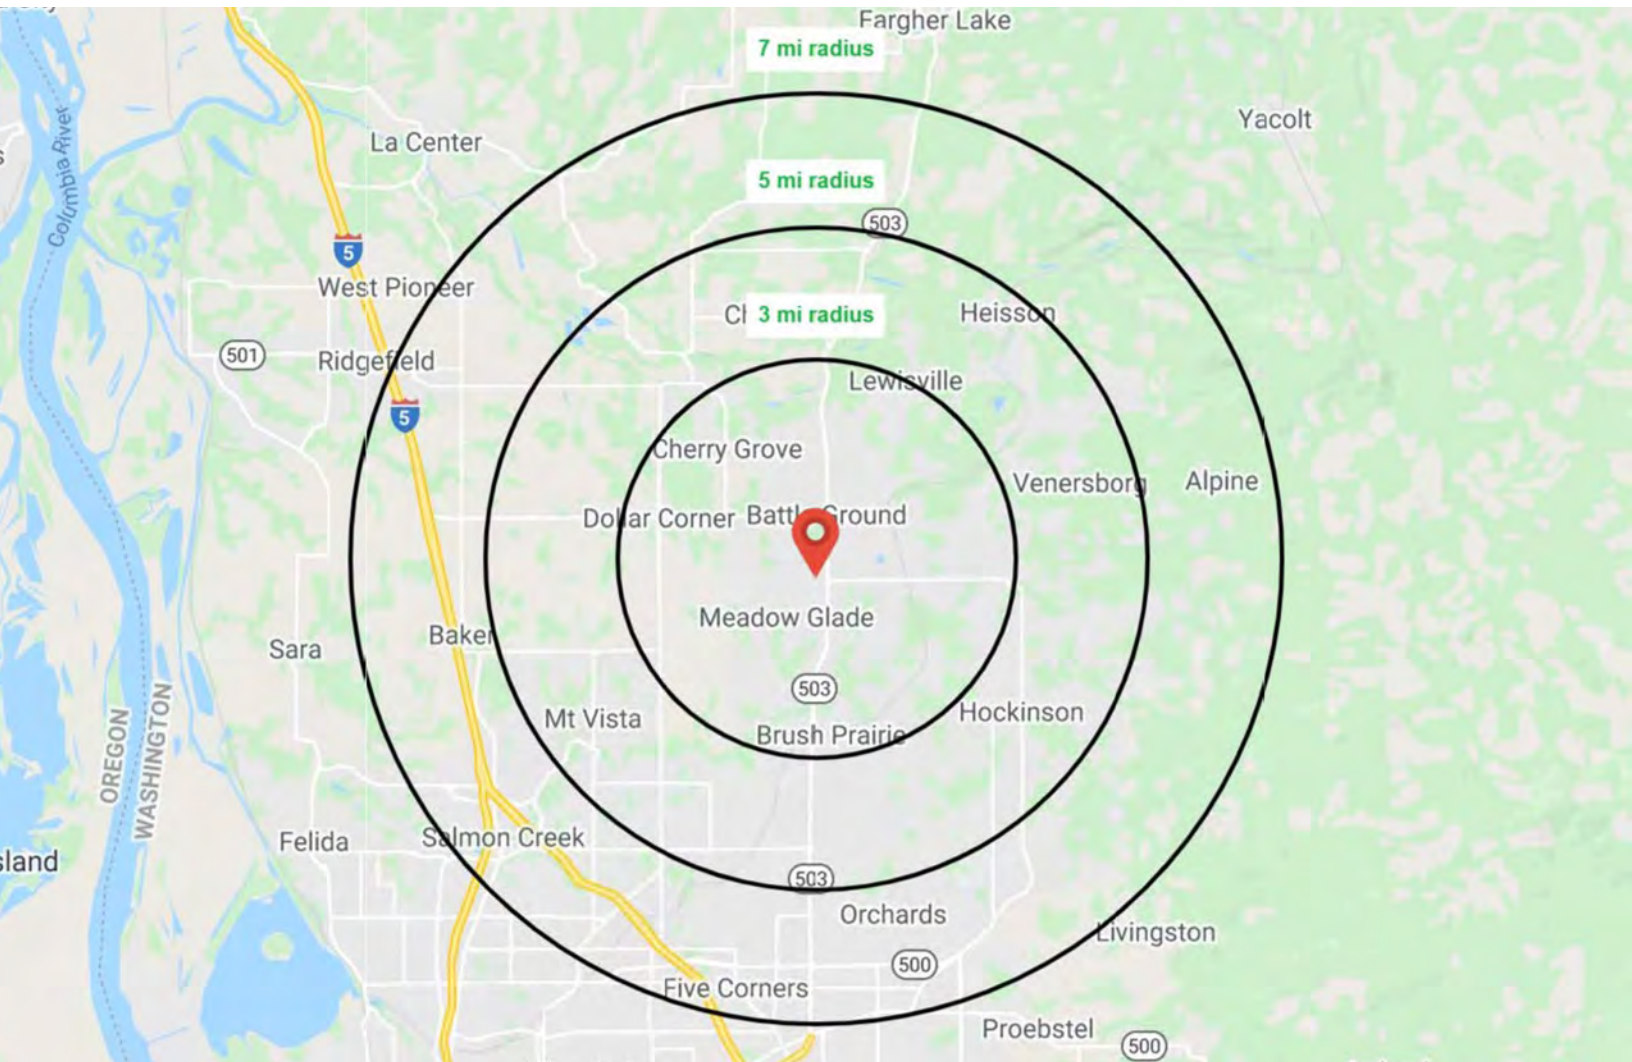 Fargher Lake
7 mi radius
Yacolt
Columbia River
La Center
5 mi radius
503
5
West Pioneer
Heisson
3 mi radius
501
Ridgefield
Lewisville
5
Cherry Grove
Venersborg
Alpine
Dollar Corner
Battle Ground
Meadow Glade
Baker
Sara
503
Hockinson
Mt Vista
Brush Prairie
OREGON
WASHINGTON
Salmon Creek
Felida
503
Orchards
Livingston
500
Five Corners
Proebstel
500